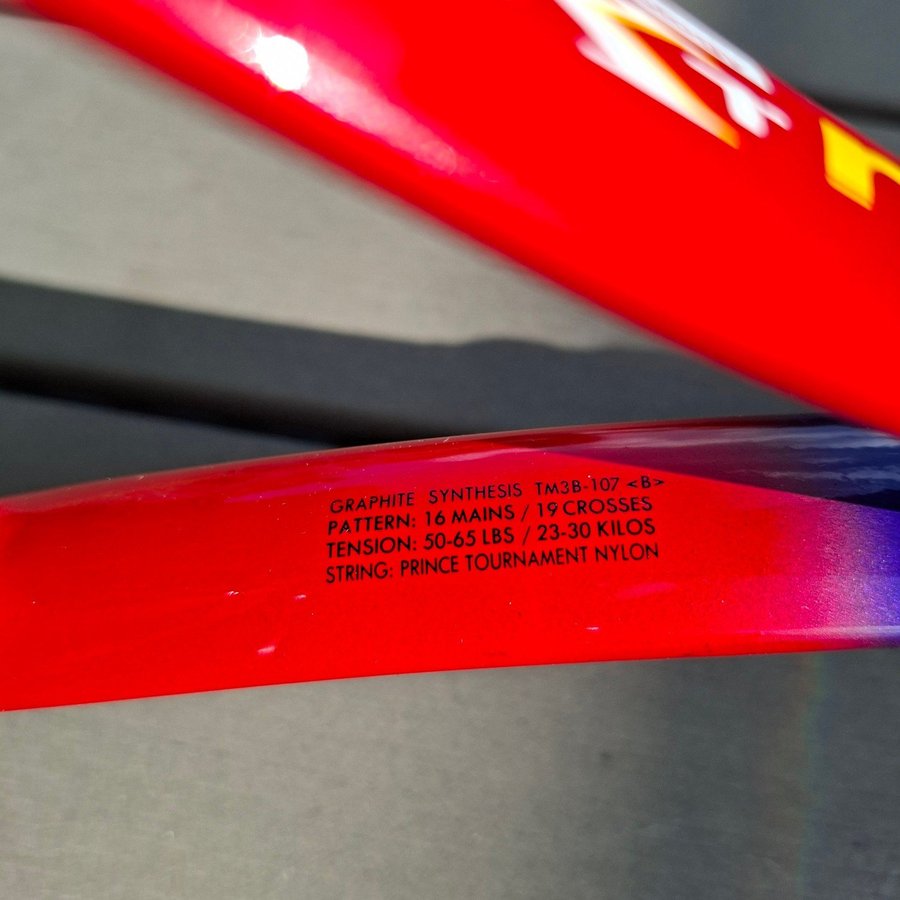 GRAPHITE SYNTHESIS TM3B-107 <B>
PATTERN: 16 MAINS / 19 CROSSES
TENSION: 50-65 LBS / 23-30 KILOS
STRING: PRINCE TOURNAMENT NYLON